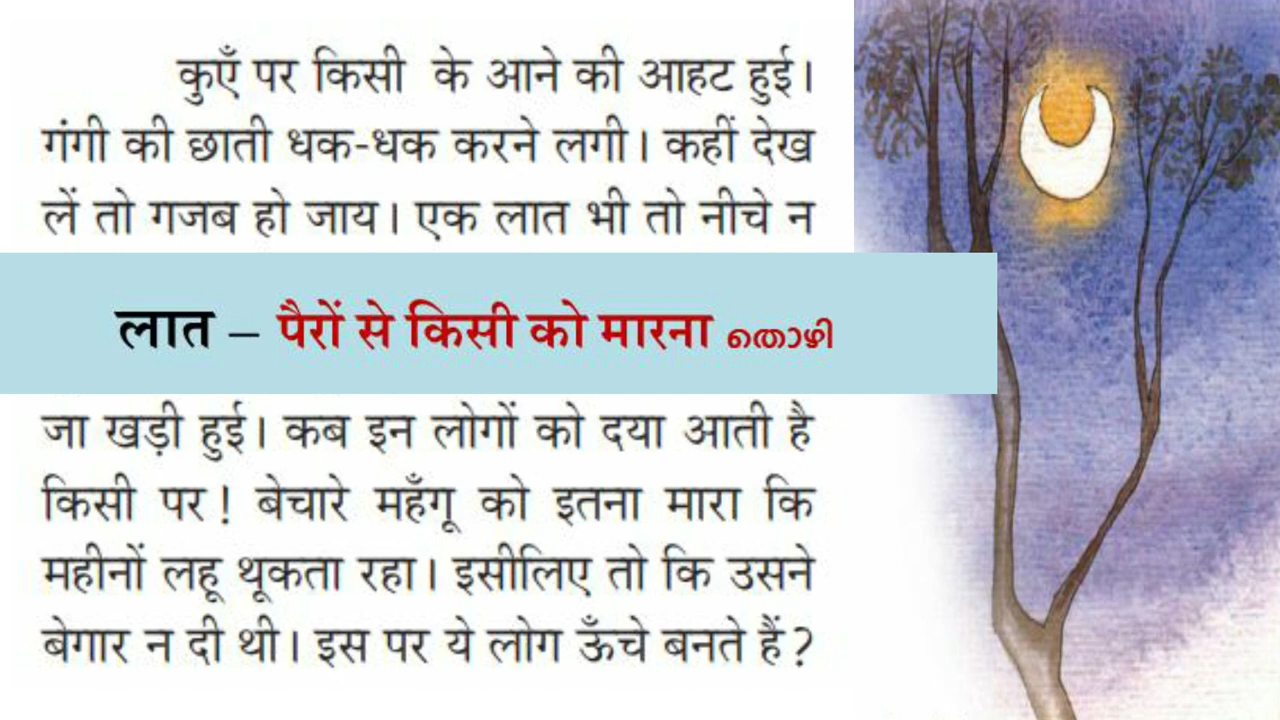 कुएँ पर किसी के आने की आहट हुई।
गंगी की छाती धक-धक करने लगी। कहीं देख
लें तो गजब हो जाय। एक लात भी तो नीचे न
लात – पैरों से किसी को मारना തൊഴി
जा खड़ी हुई। कब इन लोगों को दया आती है
किसी पर! बेचारे महँगू को इतना मारा कि
महीनों लहू थूकता रहा। इसीलिए तो कि उसने
बेगार न दी थी। इस पर ये लोग ऊँचे बनते हैं?